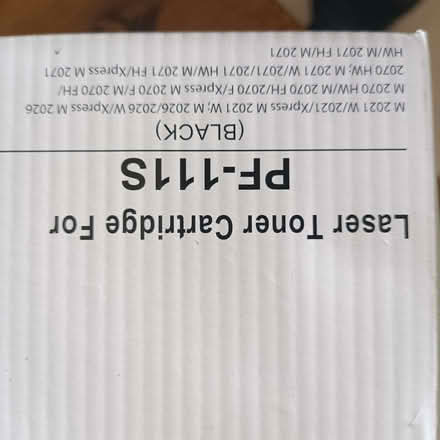 Laser Toner Cartridge For
PF-111S
(BLACK)
M 2021 W/2021/Xpress M 2021 W; M 2026/2026 W/Xpress M 2026
M 2070 HW/M 2070 FH/2070 F/Xpress M 2070 F/M 2070 FH/
2070 HW; M 2071 W/2071/2071 HW/M 2071 FH/Xpress M 2071
HW/M 2071 FH/M 2071